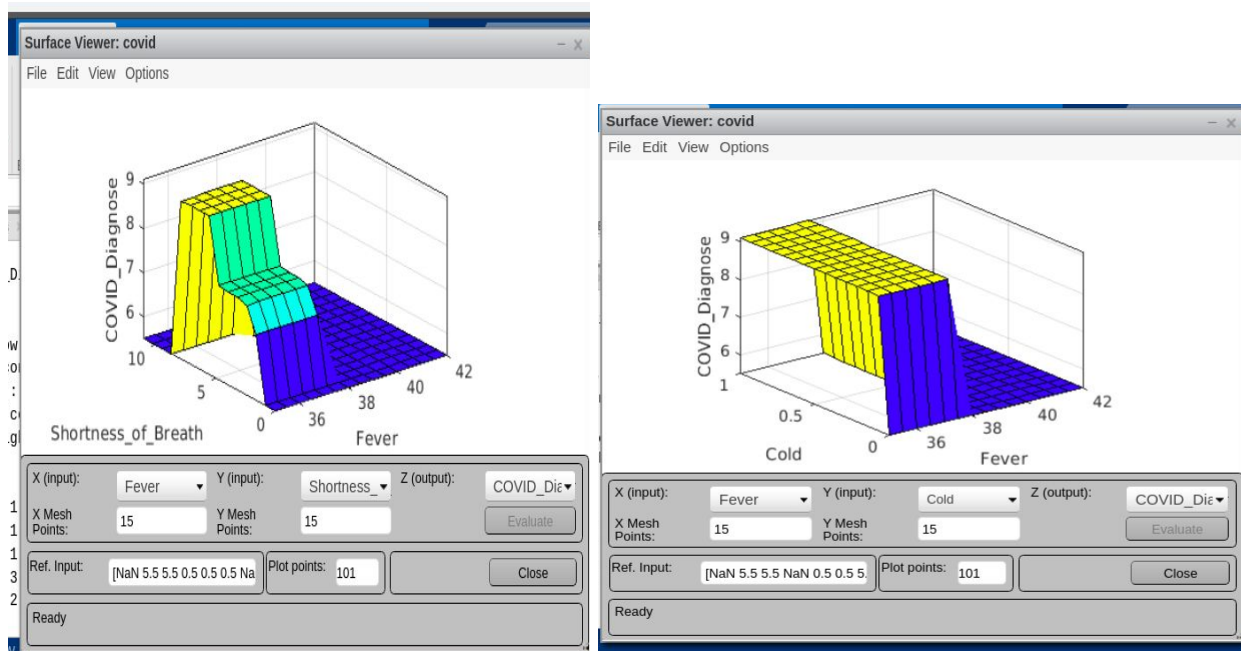 Surface Viewer: covid
File Edit View Options
COVID_Diagnose
9
8
7
6
10
5
0
Shortness_of_Breath
36
38
40
42
Fever
X (input):
Fever
Y (input):
Shortness_
Z (output):
COVID_Dia
X Mesh Points:
15
Y Mesh Points:
15
Evaluate
Ref. Input:
[NaN 5.5 5.5 0.5 0.5 0.5 Na
Plot points:
101
Close
Ready
Surface Viewer: covid
File Edit View Options
COVID_Diagnose
9
8
7
6
1
0.5
0
Cold
36
38
40
42
Fever
X (input):
Fever
Y (input):
Cold
Z (output):
COVID_Dia
X Mesh Points:
15
Y Mesh Points:
15
Evaluate
Ref. Input:
[NaN 5.5 5.5 NaN 0.5 0.5 5.
Plot points:
101
Close
Ready